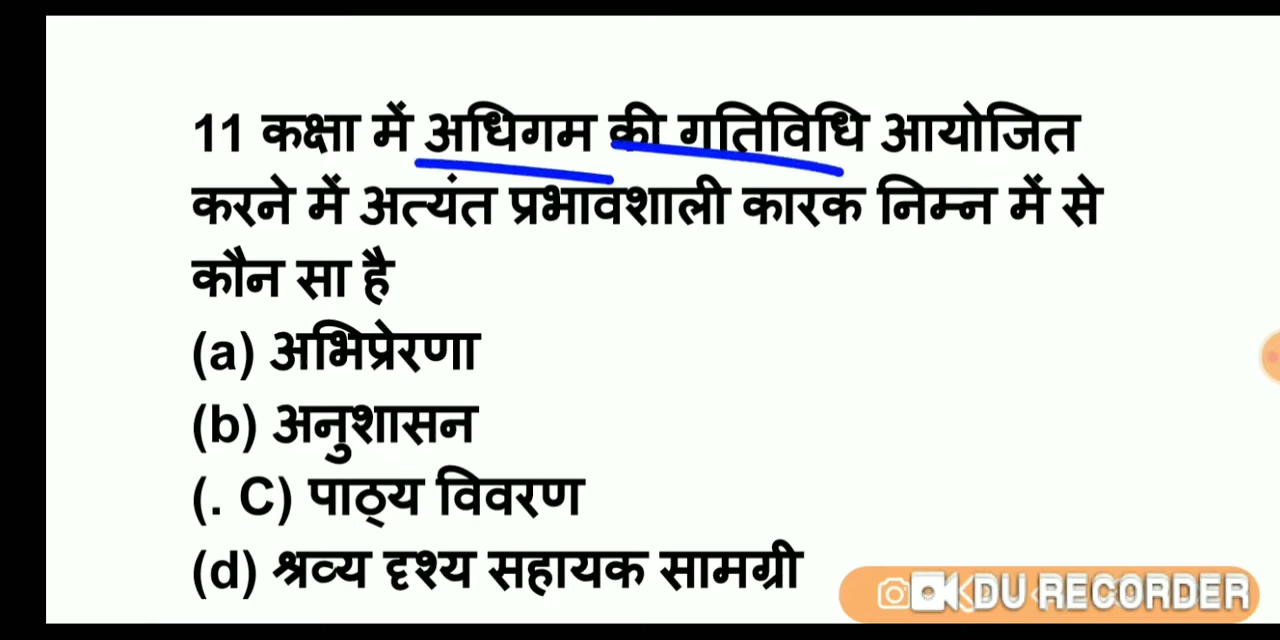 11 कक्षा में अधिगम की गतिविधि आयोजित
करने में अत्यंत प्रभावशाली कारक निम्न में से
कौन सा है
(a) अभिप्रेरणा
(b) अनुशासन
(. C) पाठ्य विवरण
(d) श्रव्य दृश्य सहायक सामग्री
DU RECORDER